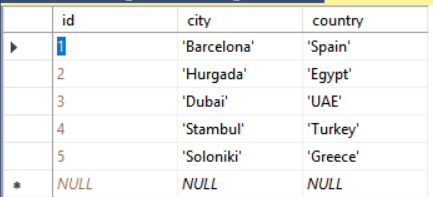 id city country
1 'Barcelona' 'Spain'
2 'Hurgada' 'Egypt'
3 'Dubai' 'UAE'
4 'Stambul' 'Turkey'
5 'Soloniki' 'Greece'
NULL NULL NULL